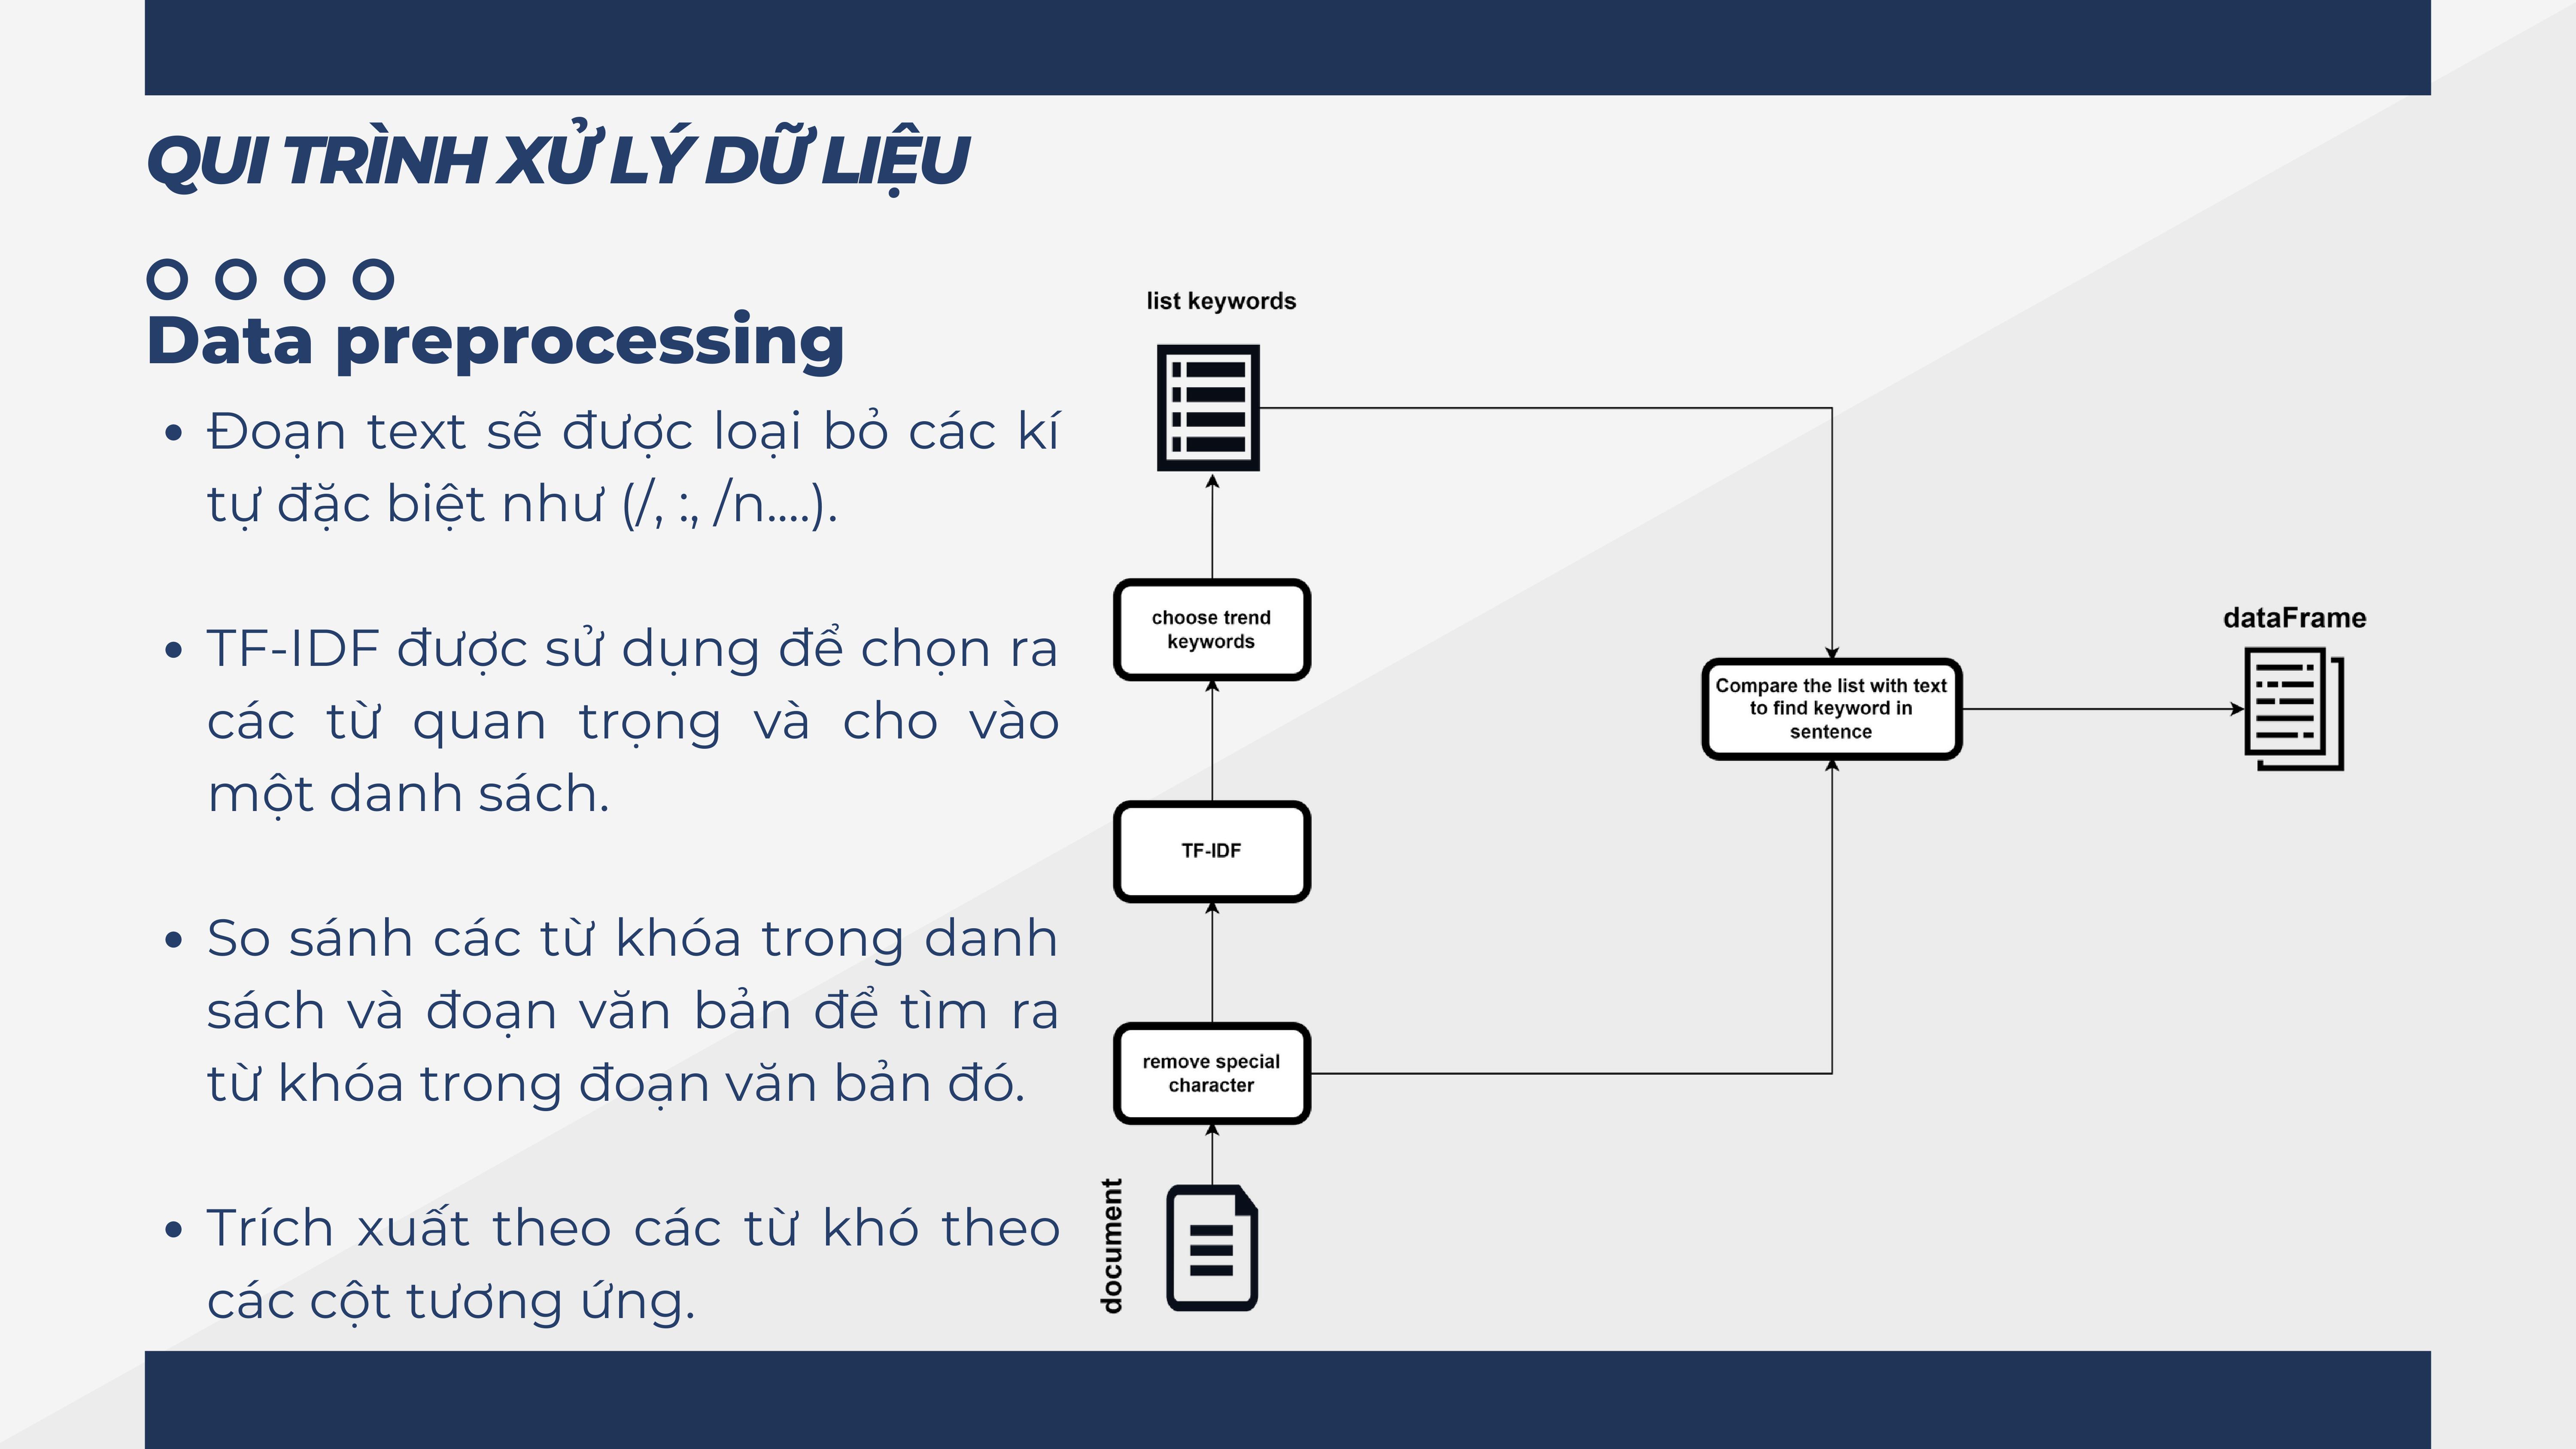 QUI TRÌNH XỬ LÝ DỮ LIỆU
Data preprocessing
• Đoạn text sẽ được loại bỏ các kí
tự đặc biệt như (/, :, /n....).
• TF-IDF được sử dụng để chọn ra
các từ quan trọng và cho vào
một danh sách.
• So sánh các từ khóa trong danh
sách và đoạn văn bản để tìm ra
từ khóa trong đoạn văn bản đó.
• Trích xuất theo các từ khó theo
các cột tương ứng.
list keywords
choose trend
keywords
TF-IDF
remove special
character
document
Compare the list with text
to find keyword in
sentence
dataFrame